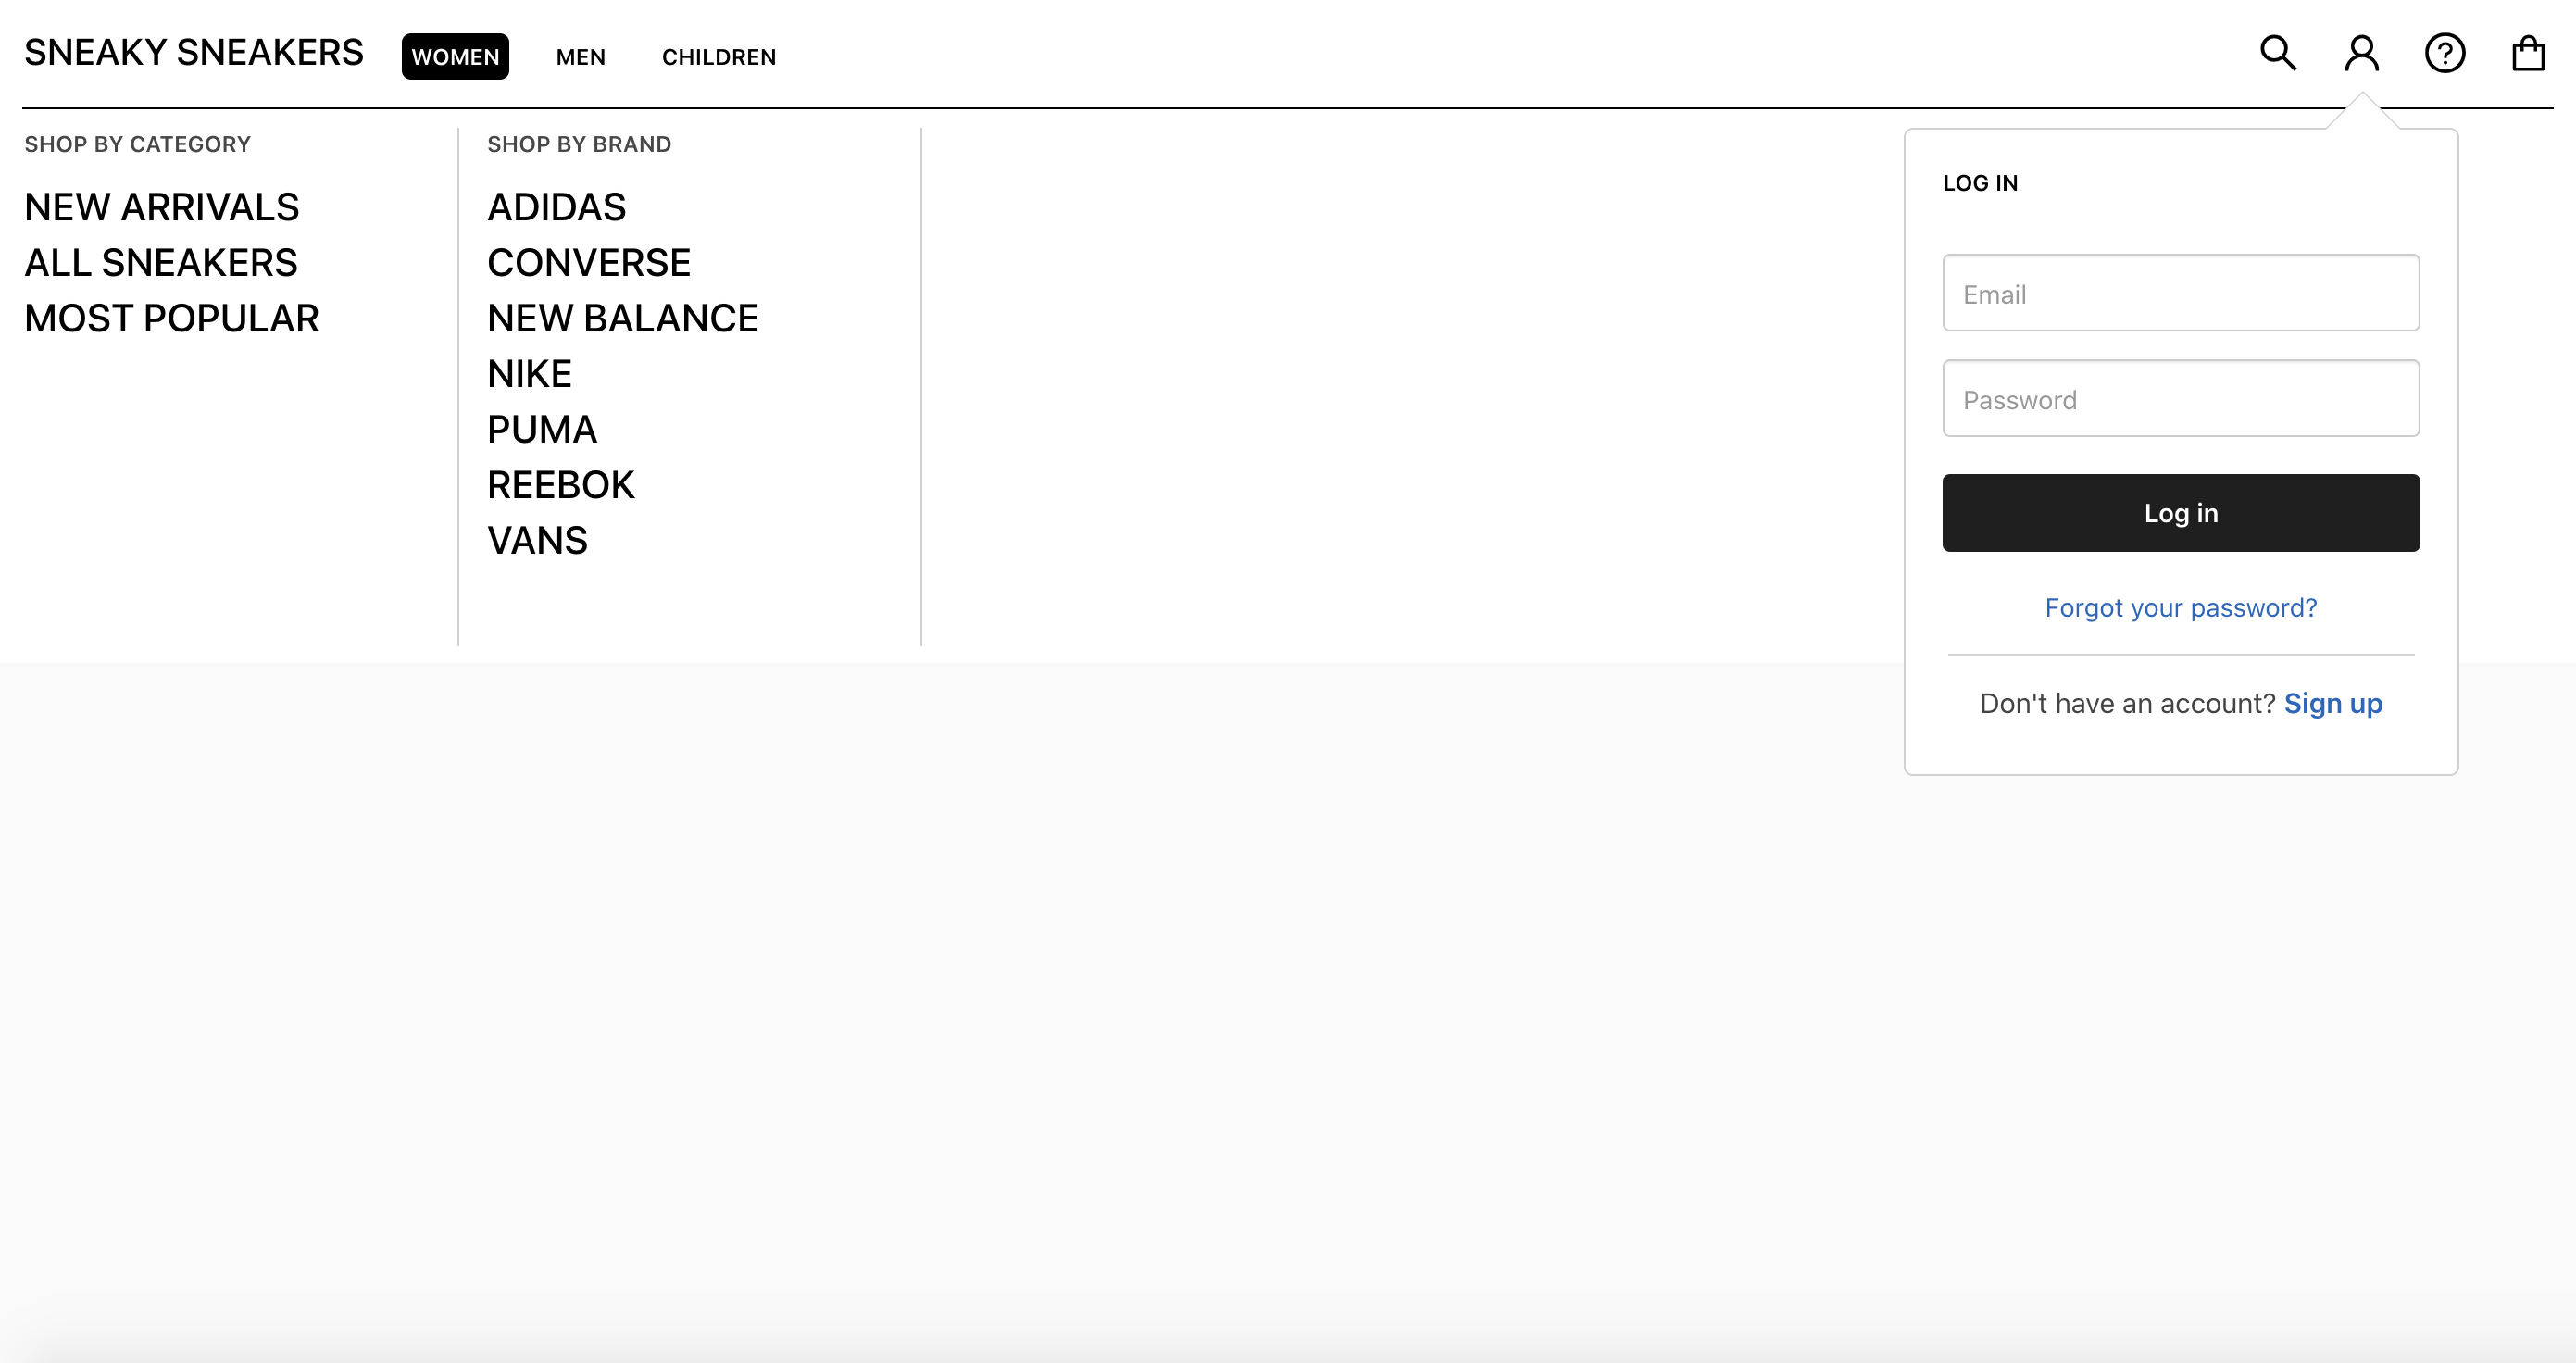 SNEAKY SNEAKERS
WOMEN
MEN
CHILDREN
SHOP BY CATEGORY
NEW ARRIVALS
ALL SNEAKERS
MOST POPULAR
SHOP BY BRAND
ADIDAS
CONVERSE
NEW BALANCE
NIKE
PUMA
REEBOK
VANS
LOG IN
Email
Password
Log in
Forgot your password?
Don't have an account? Sign up